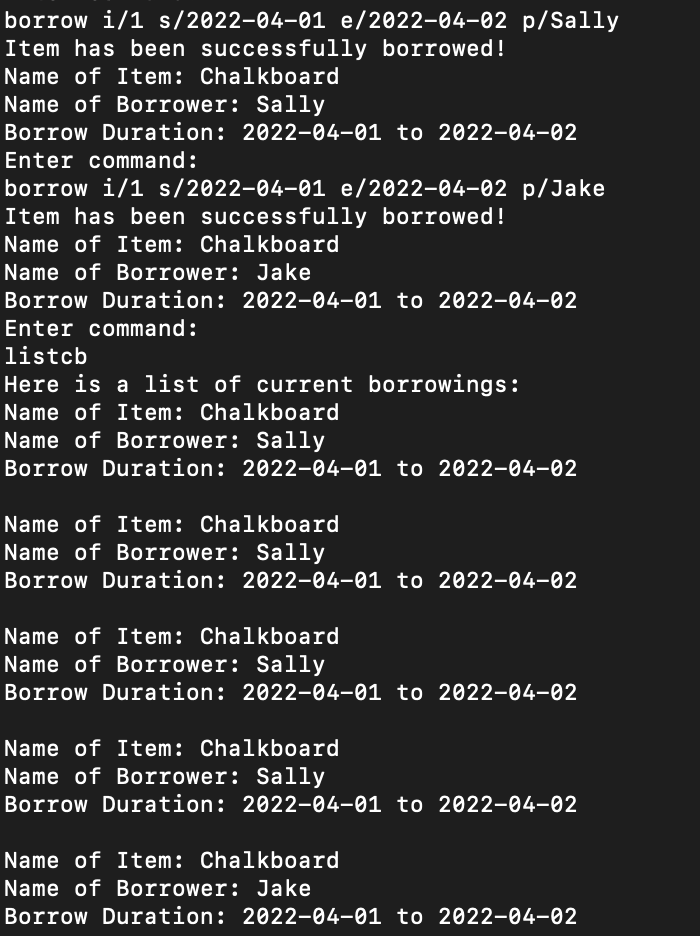 borrow i/1 s/2022-04-01 e/2022-04-02 p/Sally
Item has been successfully borrowed!
Name of Item: Chalkboard
Name of Borrower: Sally
Borrow Duration: 2022-04-01 to 2022-04-02
Enter command:
borrow i/1 s/2022-04-01 e/2022-04-02 p/Jake
Item has been successfully borrowed!
Name of Item: Chalkboard
Name of Borrower: Jake
Borrow Duration: 2022-04-01 to 2022-04-02
Enter command:
listcb
Here is a list of current borrowings:
Name of Item: Chalkboard
Name of Borrower: Sally
Borrow Duration: 2022-04-01 to 2022-04-02

Name of Item: Chalkboard
Name of Borrower: Sally
Borrow Duration: 2022-04-01 to 2022-04-02

Name of Item: Chalkboard
Name of Borrower: Sally
Borrow Duration: 2022-04-01 to 2022-04-02

Name of Item: Chalkboard
Name of Borrower: Sally
Borrow Duration: 2022-04-01 to 2022-04-02

Name of Item: Chalkboard
Name of Borrower: Jake
Borrow Duration: 2022-04-01 to 2022-04-02